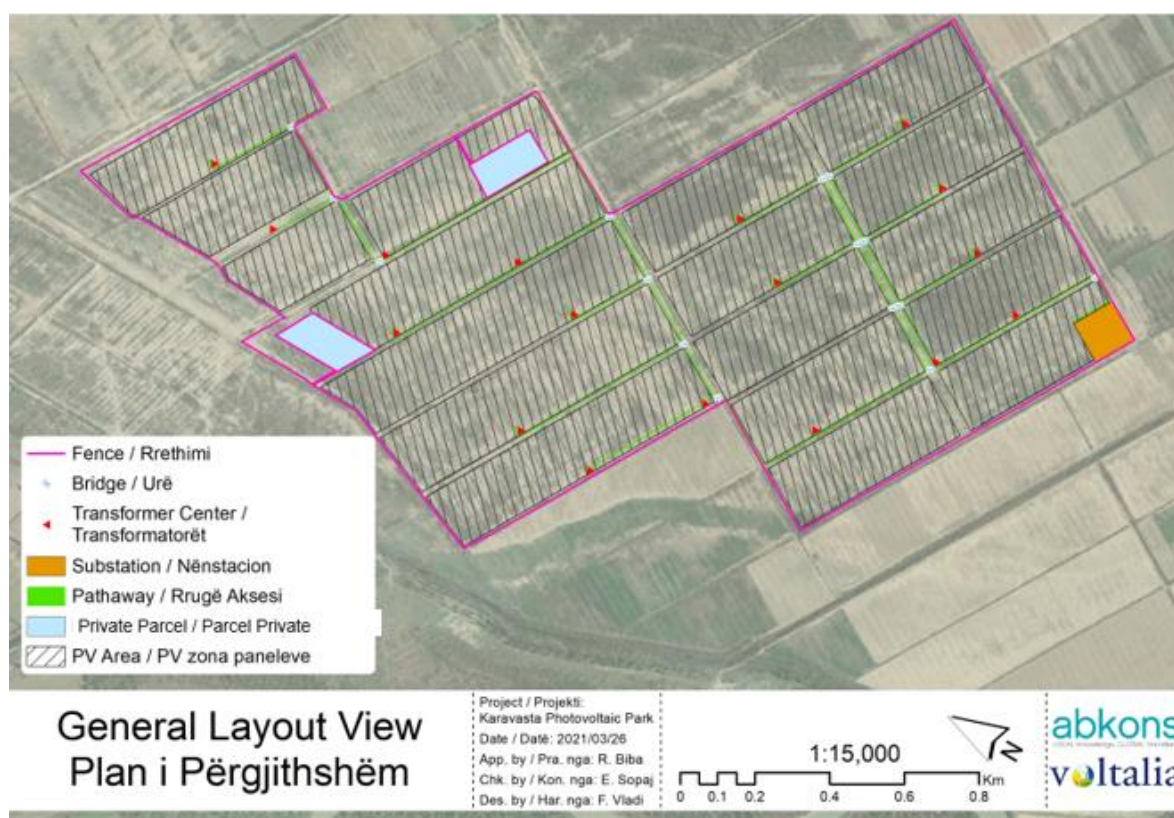 Fence / Rrethimi
Bridge / Urë
Transformer Center /
Transformatorët
Substation / Nënstacion
Pathaway / Rrugë Aksesi
Private Parcel / Parcel Private
PV Area / PV zona paneleve
General Layout View
Plan i Përgjithshëm
Project / Projekti:
Karavasta Photovoltaic Park
Date / Datë: 2021/03/26
App. by / Pra. nga: R. Biba
Chk. by / Kon. nga: E. Sopaj
Des. by / Har. nga: F. Vladi
1:15,000
Km
0 0.1 0.2 0.4 0.6 0.8
N
abkons
voltalia